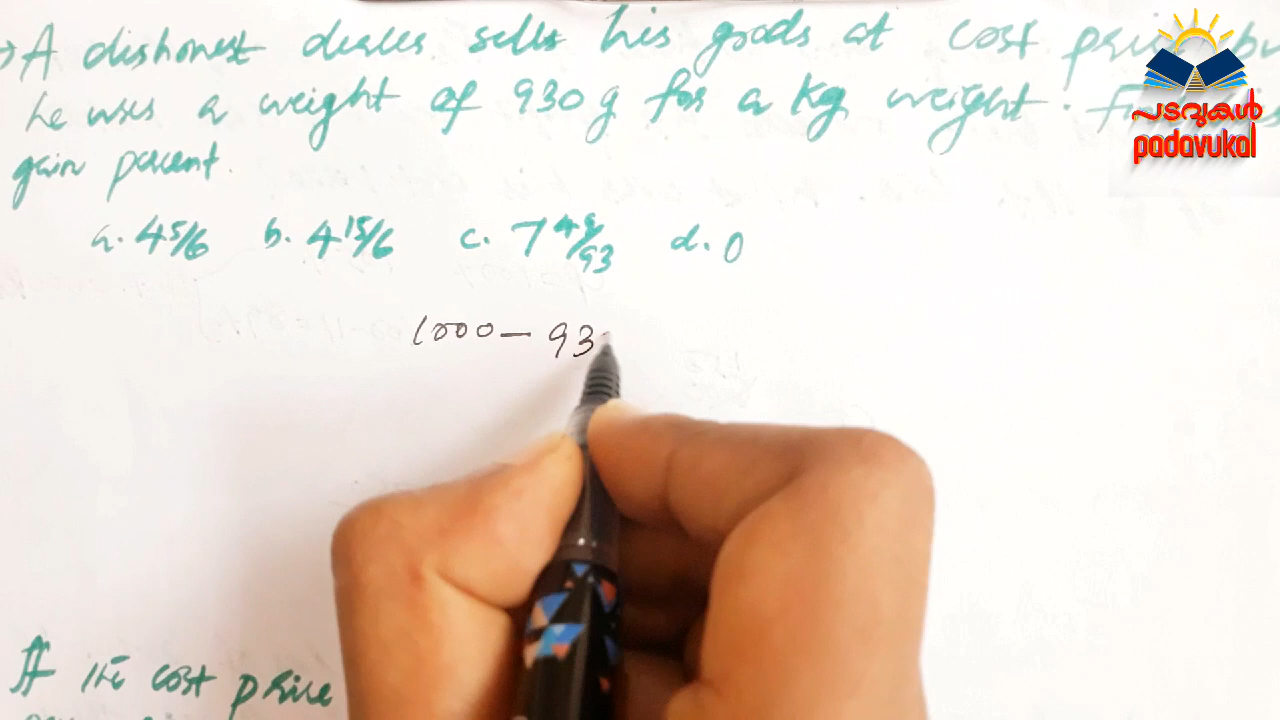 → A dishonest dealer sells his goods at cost price bu
he uses a weight of 930 g for a Kg weight. Find his
gain percent.
a. 4 5/6 b. 4 15/6 c. 7 49/93 d. 0
1000 - 93
If the cost price
പടവുകൾ
padavukal